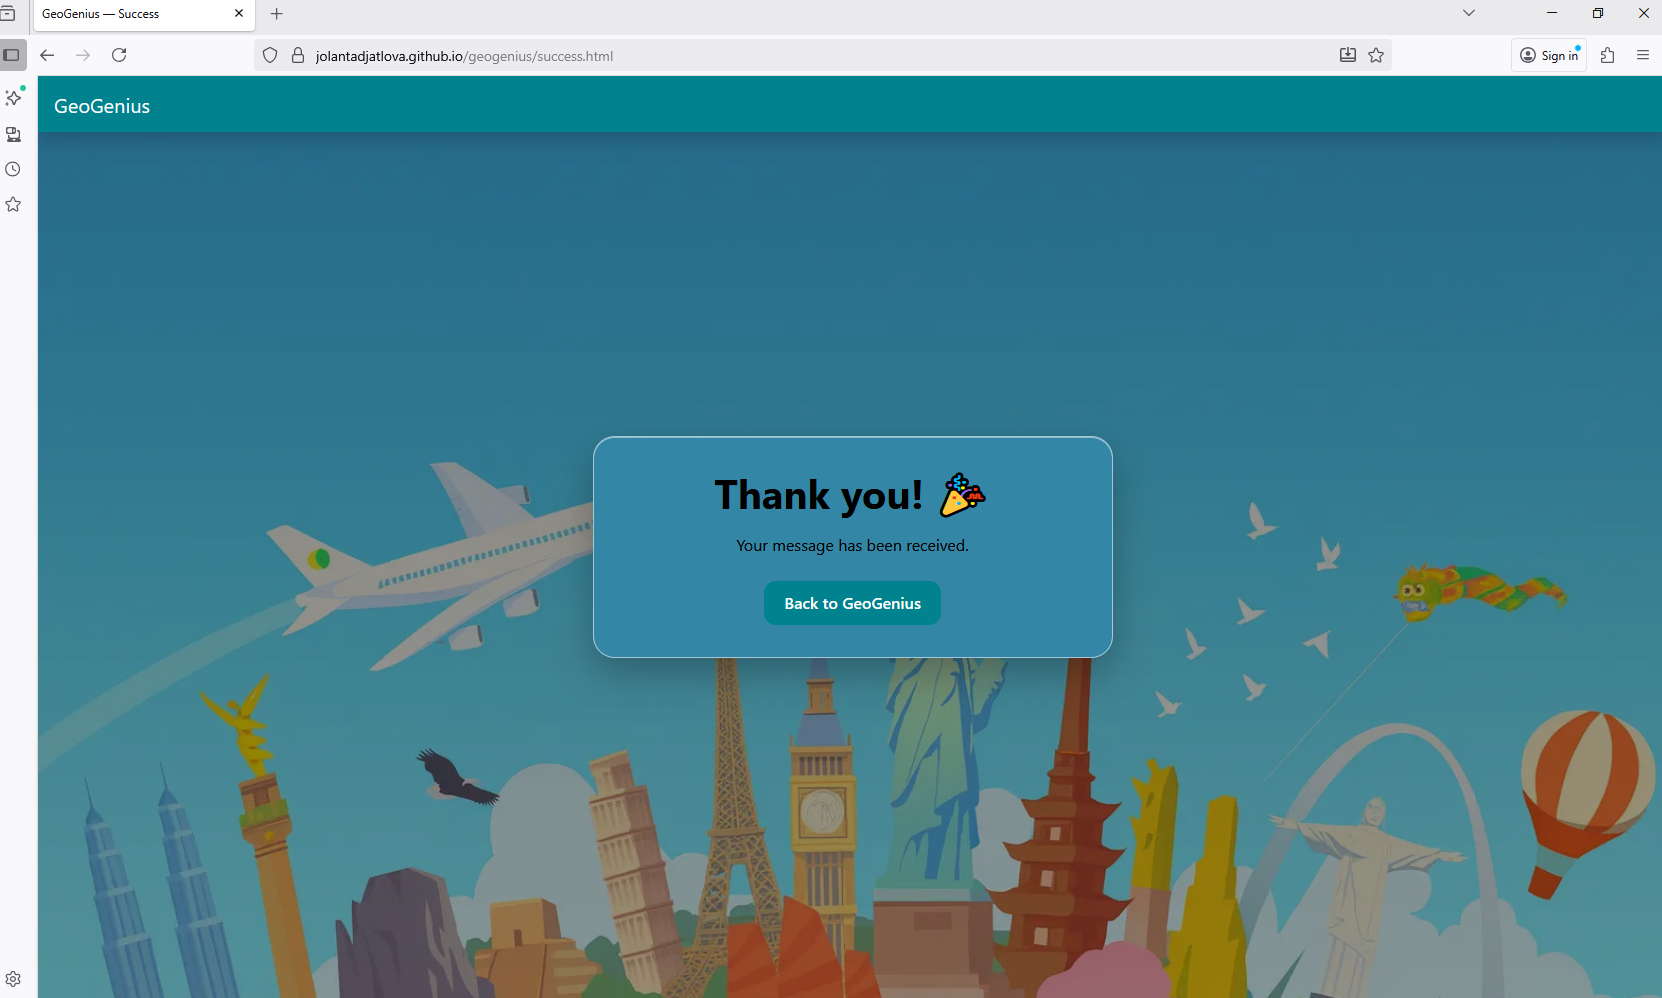 GeoGenius — Success
jolantadjatlova.github.io/geogenius/success.html
Sign in
GeoGenius
Thank you! 🎉
Your message has been received.
Back to GeoGenius